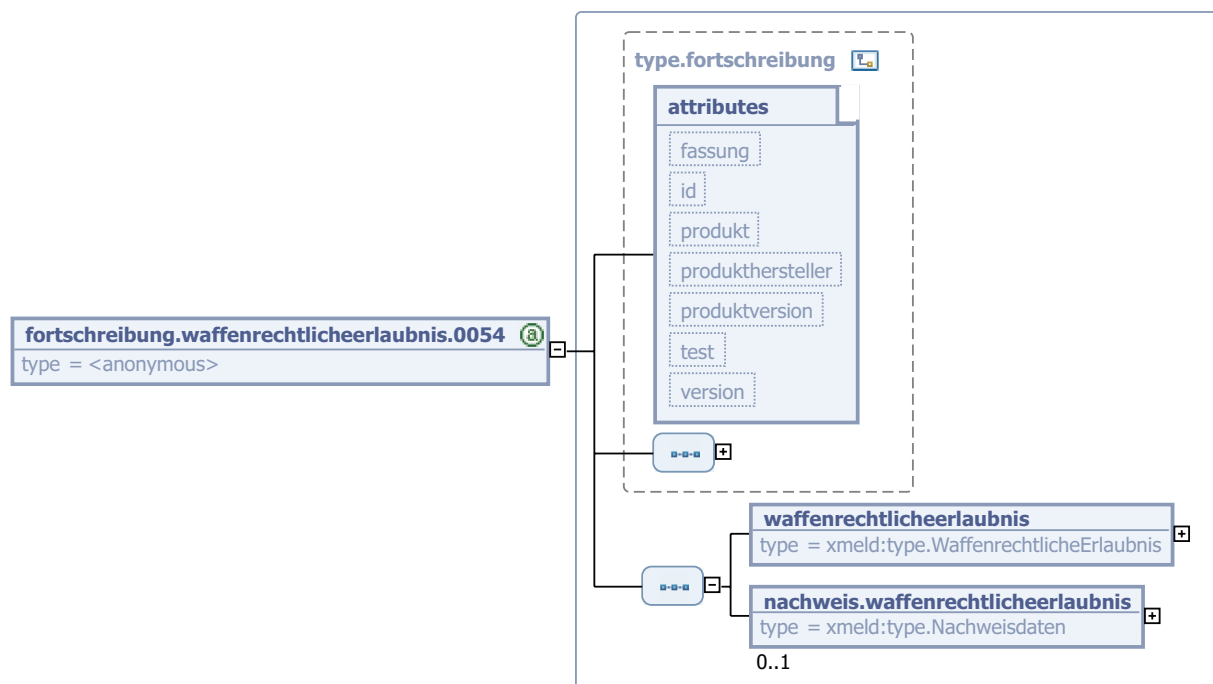 type.fortschreibung
attributes
fassung
id
produkt
produkthersteller
produktversion
test
version
fortschreibung.waffenrechtlicheerlaubnis.0054 @
type = <anonymous>
waffenrechtlicheerlaubnis
type = xmeld:type.WaffenrechtlicheErlaubnis
nachweis.waffenrechtlicheerlaubnis
type = xmeld:type.Nachweisdaten
0..1